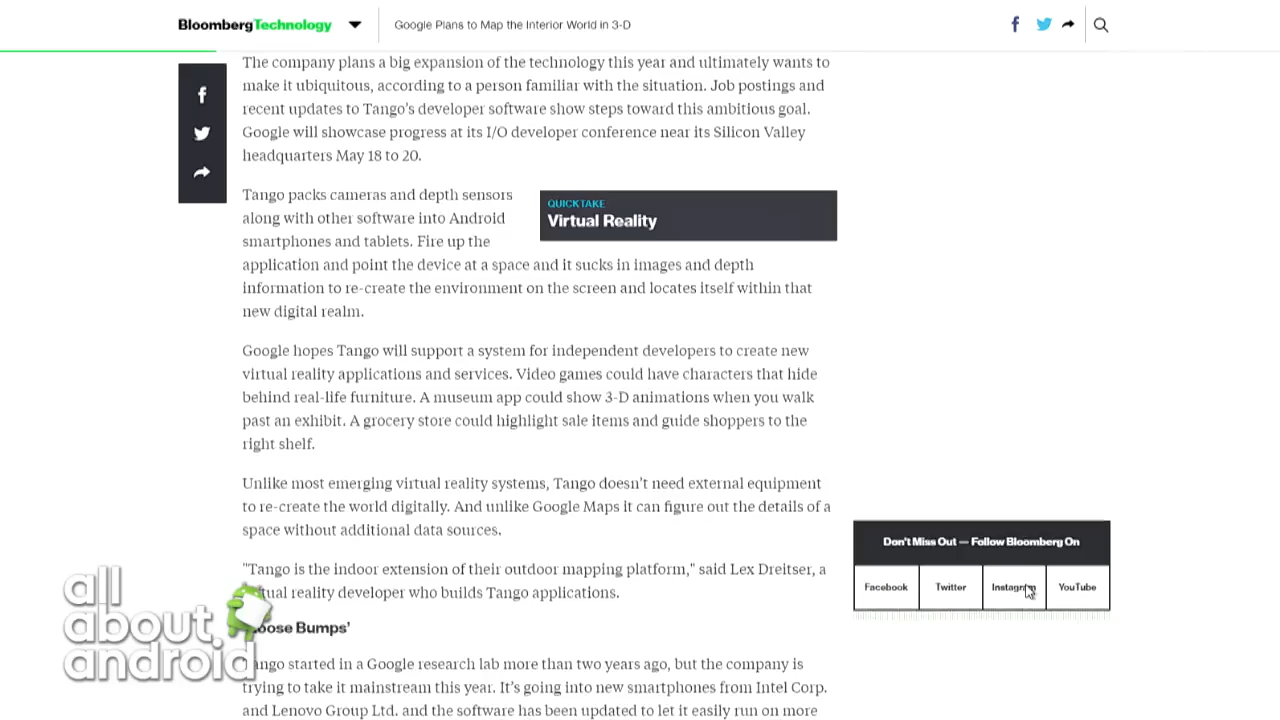 BloombergTechnology
Google Plans to Map the Interior World in 3-D
The company plans a big expansion of the technology this year and ultimately wants to
make it ubiquitous, according to a person familiar with the situation. Job postings and
recent updates to Tango's developer software show steps toward this ambitious goal.
Google will showcase progress at its I/O developer conference near its Silicon Valley
headquarters May 18 to 20.
Tango packs cameras and depth sensors
along with other software into Android
smartphones and tablets. Fire up the
application and point the device at a space and it sucks in images and depth
information to re-create the environment on the screen and locates itself within that
new digital realm.
QUICKTAKE
Virtual Reality
Google hopes Tango will support a system for independent developers to create new
virtual reality applications and services. Video games could have characters that hide
behind real-life furniture. A museum app could show 3-D animations when you walk
past an exhibit. A grocery store could highlight sale items and guide shoppers to the
right shelf.
Unlike most emerging virtual reality systems, Tango doesn't need external equipment
to re-create the world digitally. And unlike Google Maps it can figure out the details of a
space without additional data sources.
"Tango is the indoor extension of their outdoor mapping platform," said Lex Dreitser, a
virtual reality developer who builds Tango applications.
oose Bumps'
Tango started in a Google research lab more than two years ago, but the company is
trying to take it mainstream this year. It's going into new smartphones from Intel Corp.
and Lenovo Group Ltd. and the software has been updated to let it easily run on more
Don't Miss Out — Follow Bloomberg On
Facebook
Twitter
Instagram
YouTube
all
about
android